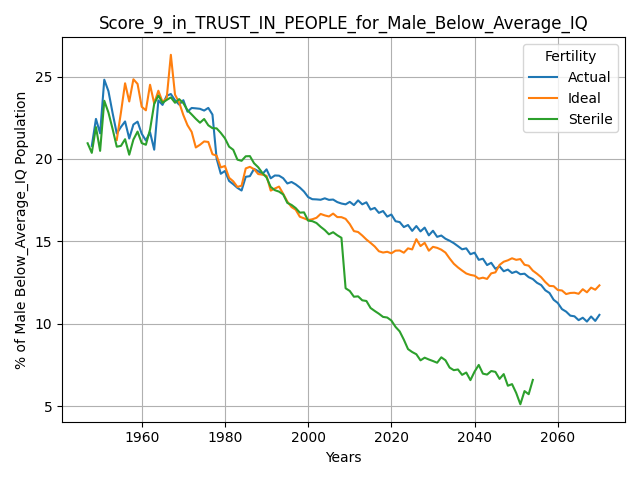 Score_9_in_TRUST_IN_PEOPLE_for_Male_Below_Average_IQ
Fertility
Actual
Ideal
Sterile
% of Male Below_Average_IQ Population
25
20
15
10
5
1960 1980 2000 2020 2040 2060
Years